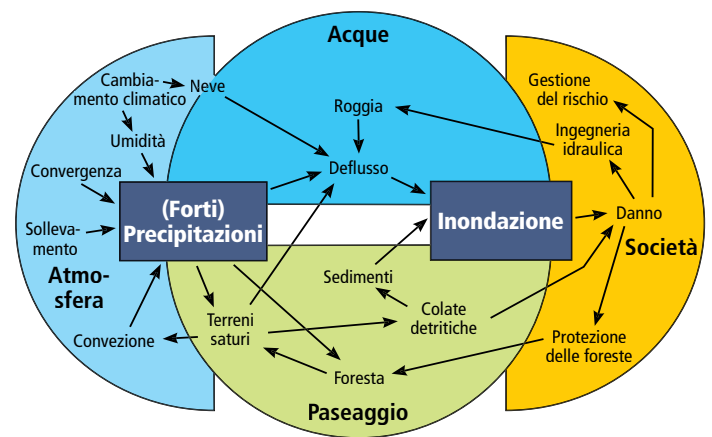 Acque
Cambia-
mento climatico
Neve
Umidità
Convergenza
Solleva-
mento
Atmo-
sfera
Convezione
(Forti)
Precipitazioni
Roggia
Deflusso
Inondazione
Sedimenti
Colate
detritiche
Terreni
saturi
Foresta
Paseaggio
Gestione
del rischio
Ingegneria
idraulica
Danno
Società
Protezione
delle foreste